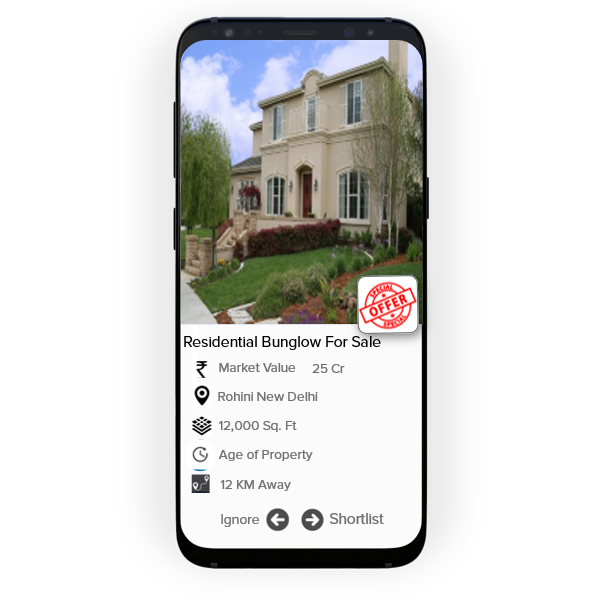 SPECIAL
OFFER
SPECIAL
Residential Bunglow For Sale
Market Value 25 Cr
Rohini New Delhi
12,000 Sq. Ft
Age of Property
12 KM Away
Ignore Shortlist